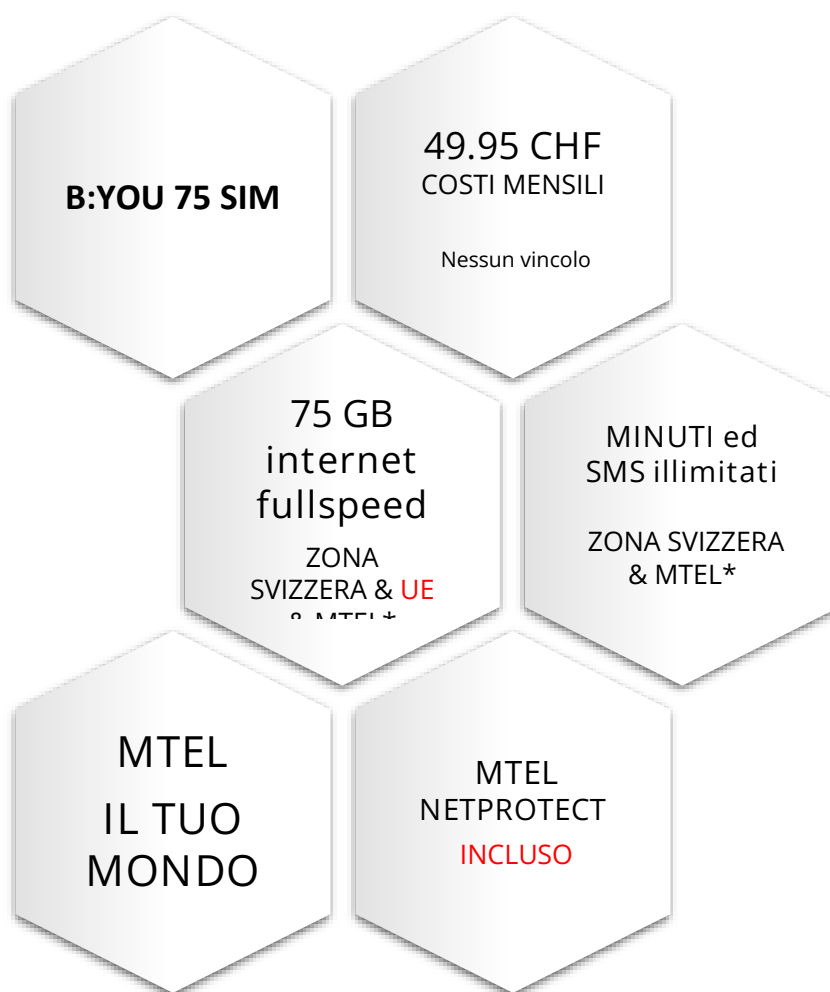 B:YOU 75 SIM
49.95 CHF
COSTI MENSILI
Nessun vincolo
75 GB
internet
fullspeed
ZONA
SVIZZERA & UE
& MTEL*
MINUTI ed
SMS illimitati
ZONA SVIZZERA
& MTEL*
MTEL
IL TUO
MONDO
MTEL
NETPROTECT
INCLUSO